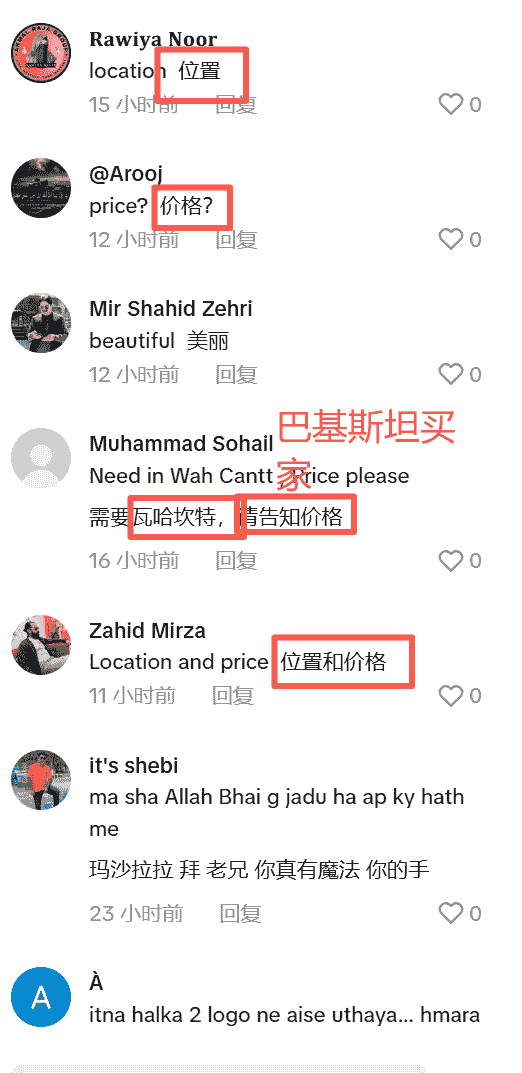 Rawiya Noor
location 位置
15 小时前 回复 0
@Arooj
price? 价格?
12 小时前 回复 0
Mir Shahid Zehri
beautiful 美丽
12 小时前 回复 0
巴基斯坦买
家
Muhammad Sohail
Need in Wah Cantt , Price please
需要瓦哈坎特，请告知价格
16 小时前 回复 0
Zahid Mirza
Location and price 位置和价格
11 小时前 回复 0
it's shebi
ma sha Allah Bhai g jadu ha ap ky hath
me
玛沙拉拉 拜 老兄 你真有魔法 你的手
23 小时前 回复 0
A
À
itna halka 2 logo ne aise uthaya... hmara